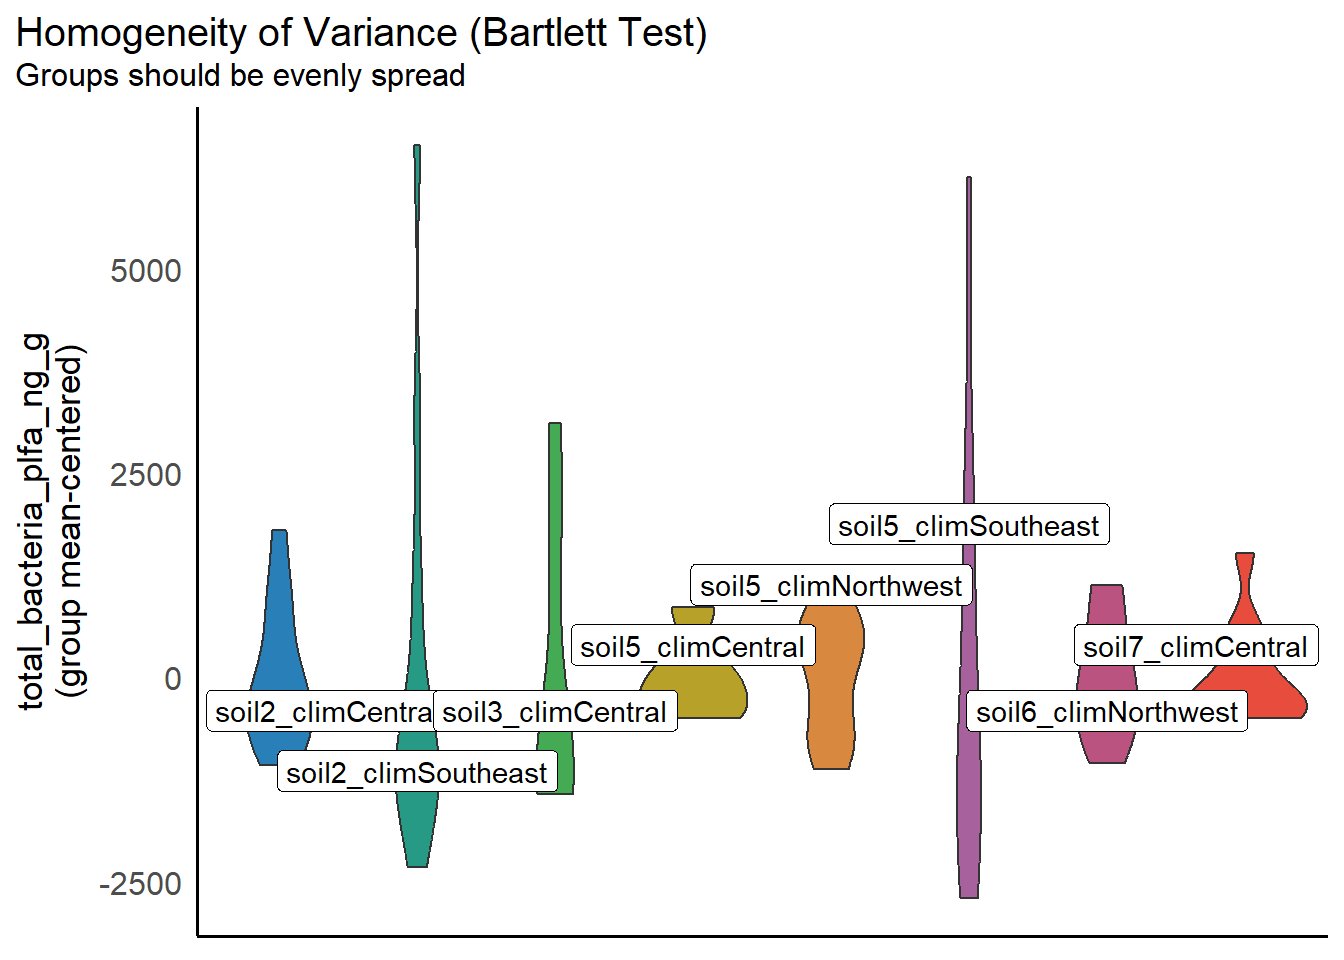 Homogeneity of Variance (Bartlett Test)
Groups should be evenly spread
total_bacteria_plfa_ng_g
(group mean-centered)
5000
2500
0
-2500
soil5_climSoutheast
soil5_climNorthwest
soil5_climCentral
soil7_climCentral
soil2_climCentra
soil3_climCentral
soil6_climNorthwest
soil2_climSoutheast